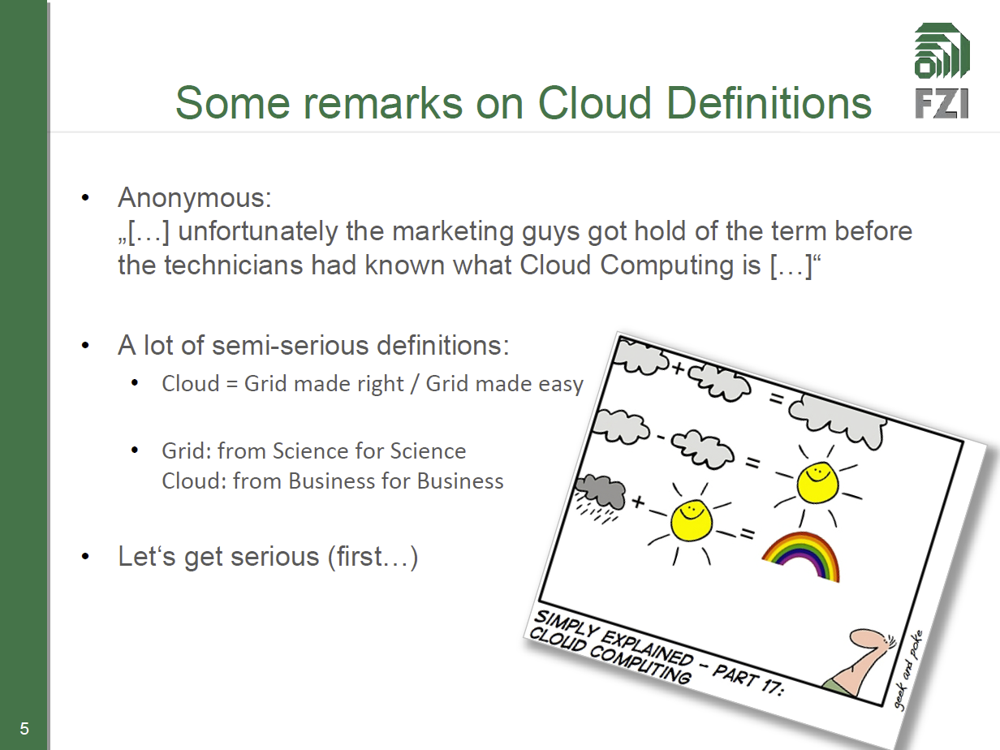 FZI
Some remarks on Cloud Definitions
• Anonymous:
„[…] unfortunately the marketing guys got hold of the term before
the technicians had known what Cloud Computing is […]“
• A lot of semi-serious definitions:
• Cloud = Grid made right / Grid made easy
• Grid: from Science for Science
Cloud: from Business for Business
• Let‘s get serious (first…)
+ =
- =
+ =
SIMPLY EXPLAINED - PART 17:
CLOUD COMPUTING
geek and poke
5